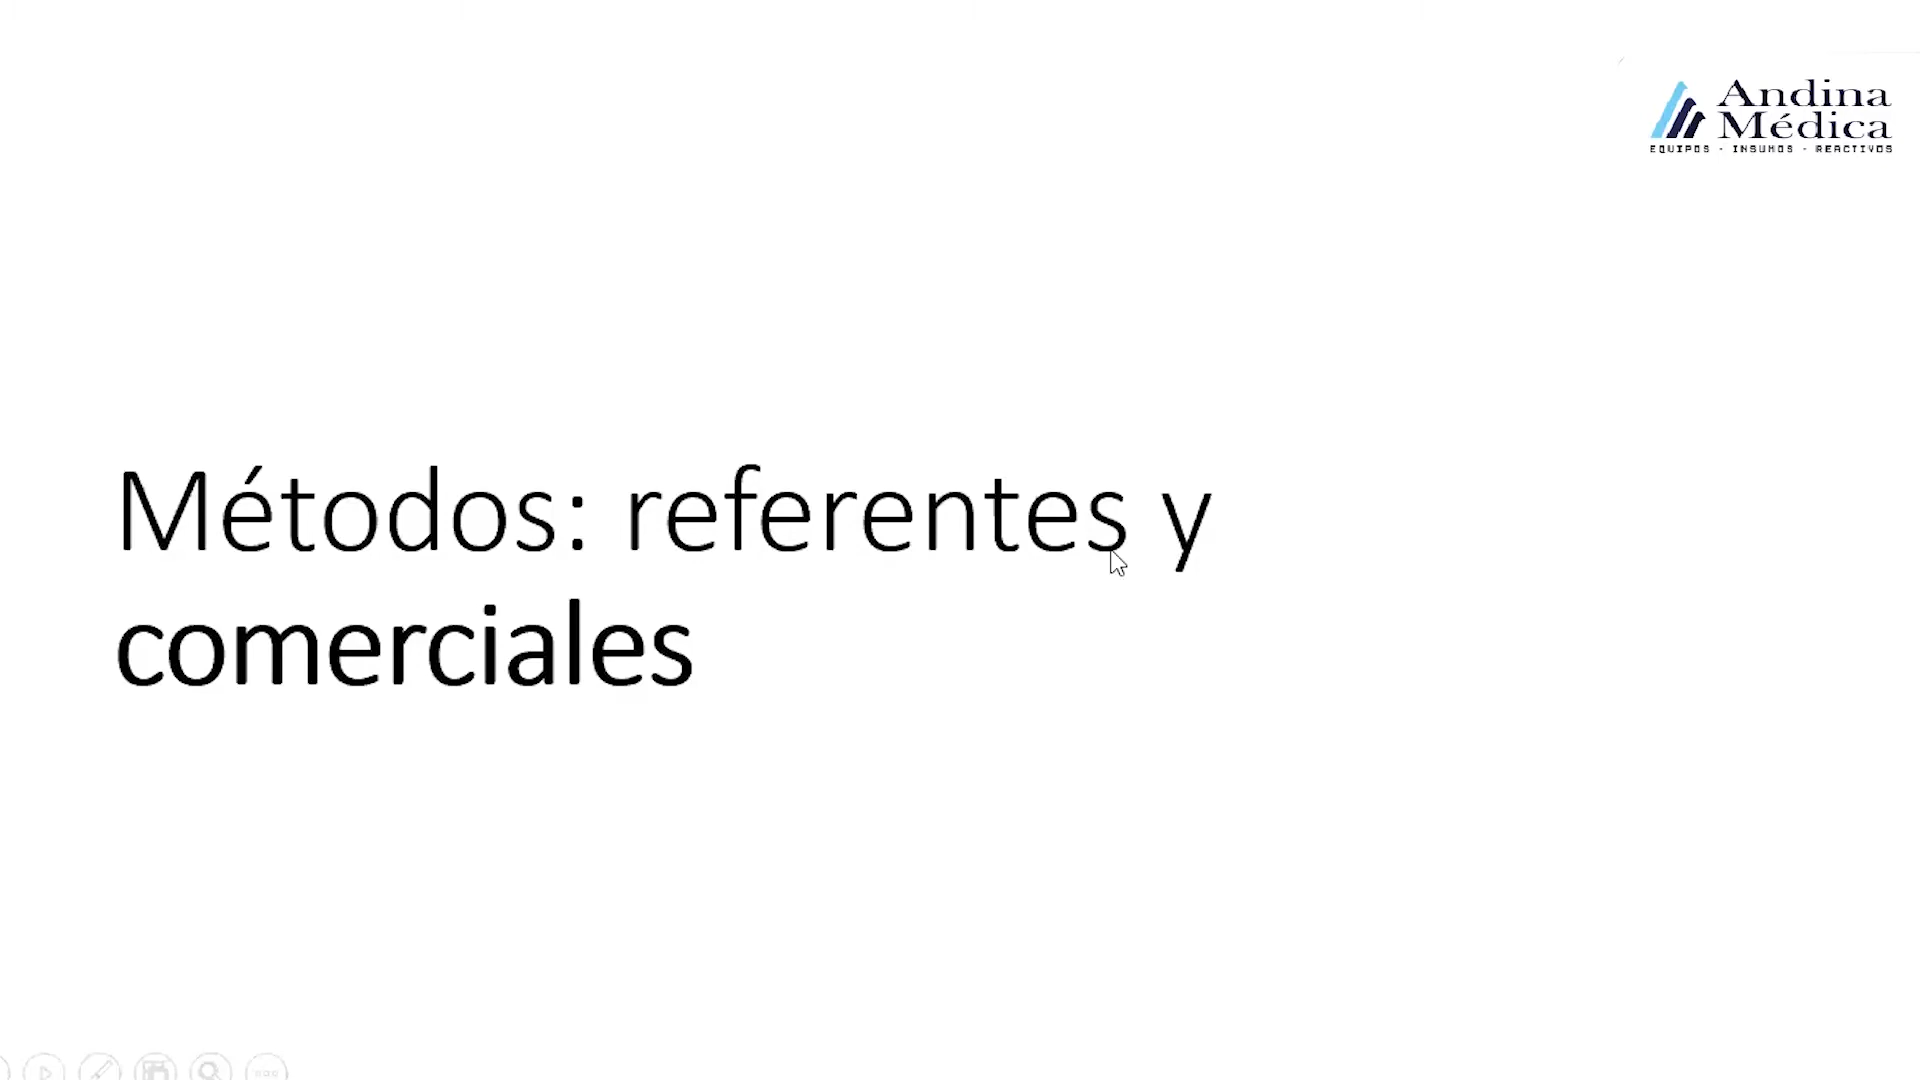 Andina
Médica
EQUIPOS - INSUMOS - REACTIVOS
Métodos: referentes y
comerciales